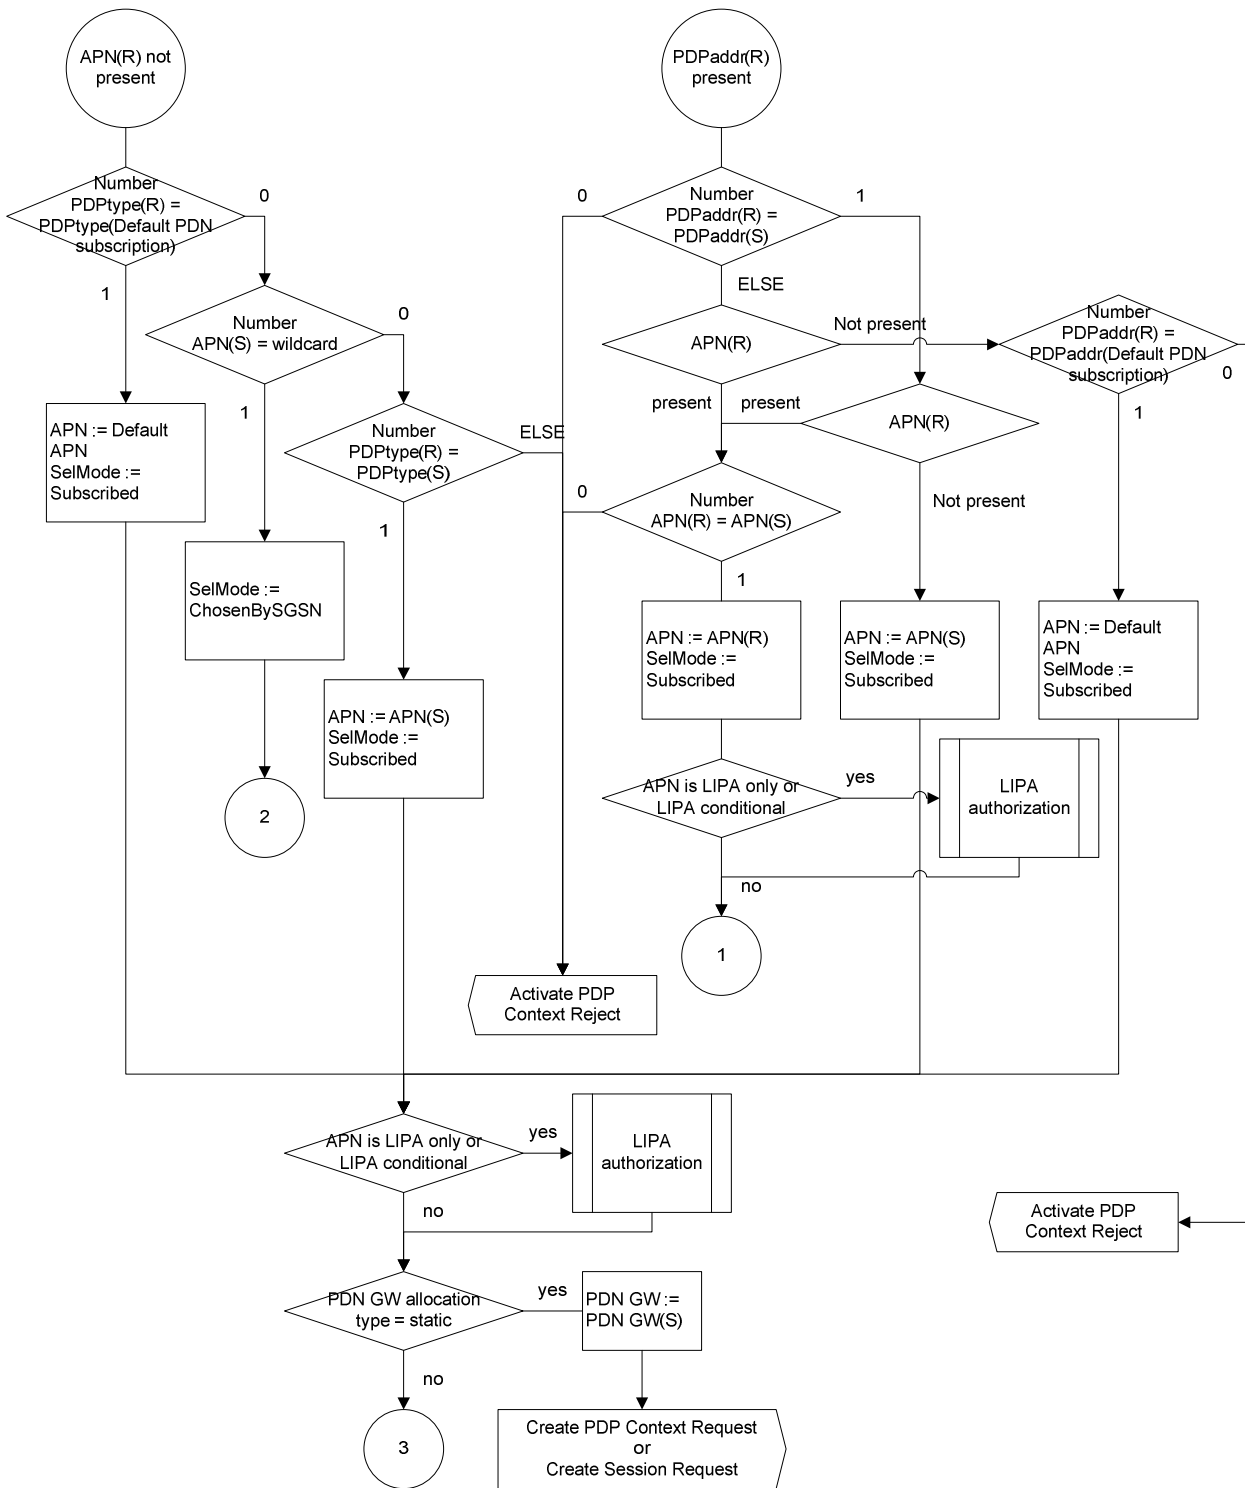 APN(R) not
present
PDPaddr(R)
present
Number
PDPtype(R) =
PDPtype(Default PDN
subscription)
0
1
Number
APN(S) = wildcard
0
1
Number
PDPtype(R) =
PDPtype(S)
ELSE
1
APN := Default
APN
SelMode :=
Subscribed
SelMode :=
ChosenBySGSN
APN := APN(S)
SelMode :=
Subscribed
2
0
Number
PDPaddr(R) =
PDPaddr(S)
1
ELSE
APN(R)
Not present
Number
PDPaddr(R) =
PDPaddr(Default PDN
subscription)
0
1
present
present
APN(R)
Not present
0
Number
APN(R) = APN(S)
1
APN := APN(R)
SelMode :=
Subscribed
APN := APN(S)
SelMode :=
Subscribed
APN := Default
APN
SelMode :=
Subscribed
APN is LIPA only or
LIPA conditional
yes
LIPA
authorization
no
1
Activate PDP
Context Reject
APN is LIPA only or
LIPA conditional
yes
LIPA
authorization
no
Activate PDP
Context Reject
PDN GW allocation
type = static
yes
PDN GW :=
PDN GW(S)
no
3
Create PDP Context Request
or
Create Session Request